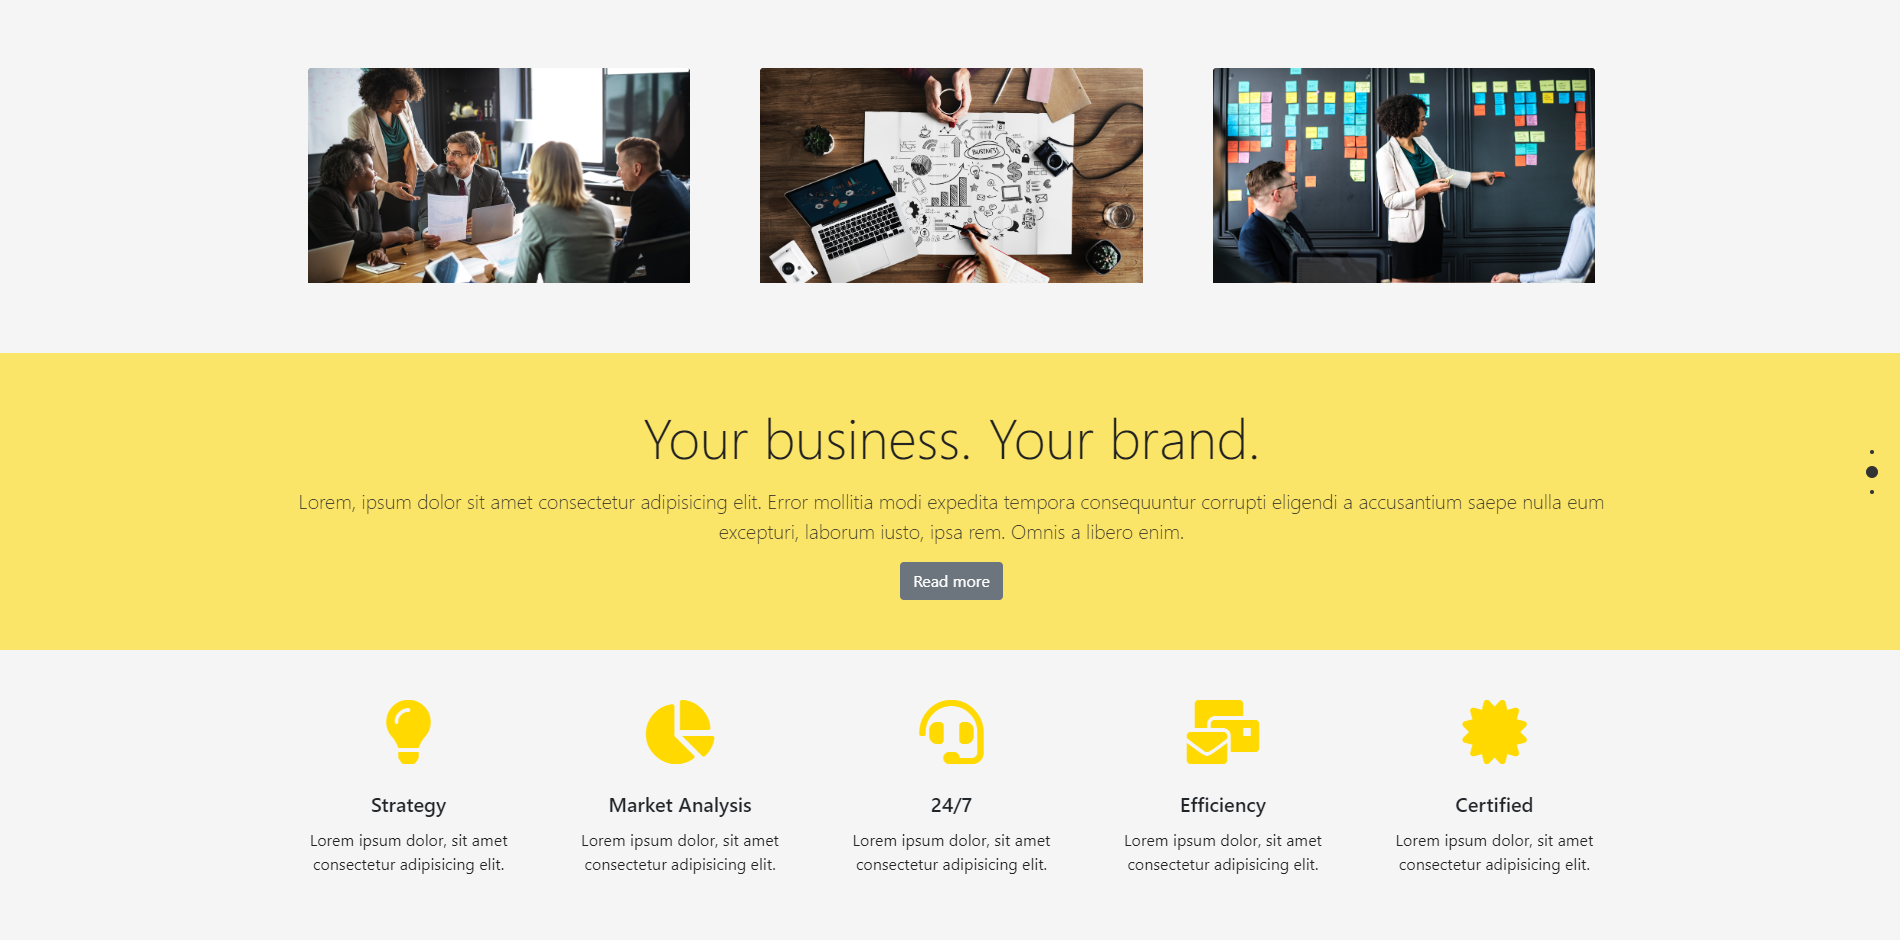 BUSINESS
Your business. Your brand.
Lorem, ipsum dolor sit amet consectetur adipisicing elit. Error mollitia modi expedita tempora consequuntur corrupti eligendi a accusantium saepe nulla eum
excepturi, laborum iusto, ipsa rem. Omnis a libero enim.
Read more
Strategy
Lorem ipsum dolor, sit amet
consectetur adipisicing elit.
Market Analysis
Lorem ipsum dolor, sit amet
consectetur adipisicing elit.
24/7
Lorem ipsum dolor, sit amet
consectetur adipisicing elit.
Efficiency
Lorem ipsum dolor, sit amet
consectetur adipisicing elit.
Certified
Lorem ipsum dolor, sit amet
consectetur adipisicing elit.